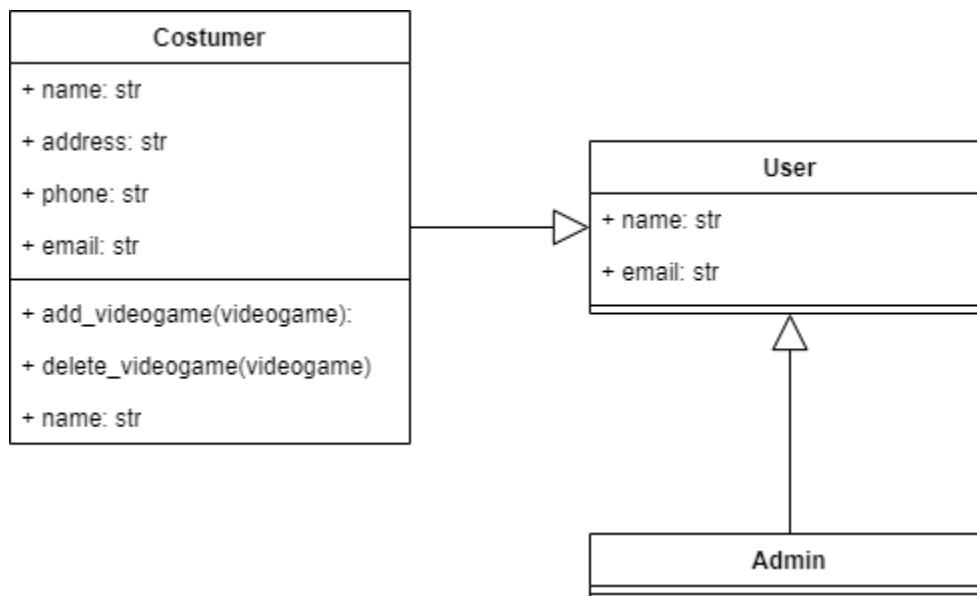 Costumer
+ name: str
+ address: str
+ phone: str
+ email: str
+ add_videogame(videogame):
+ delete_videogame(videogame)
+ name: str
User
+ name: str
+ email: str
Admin